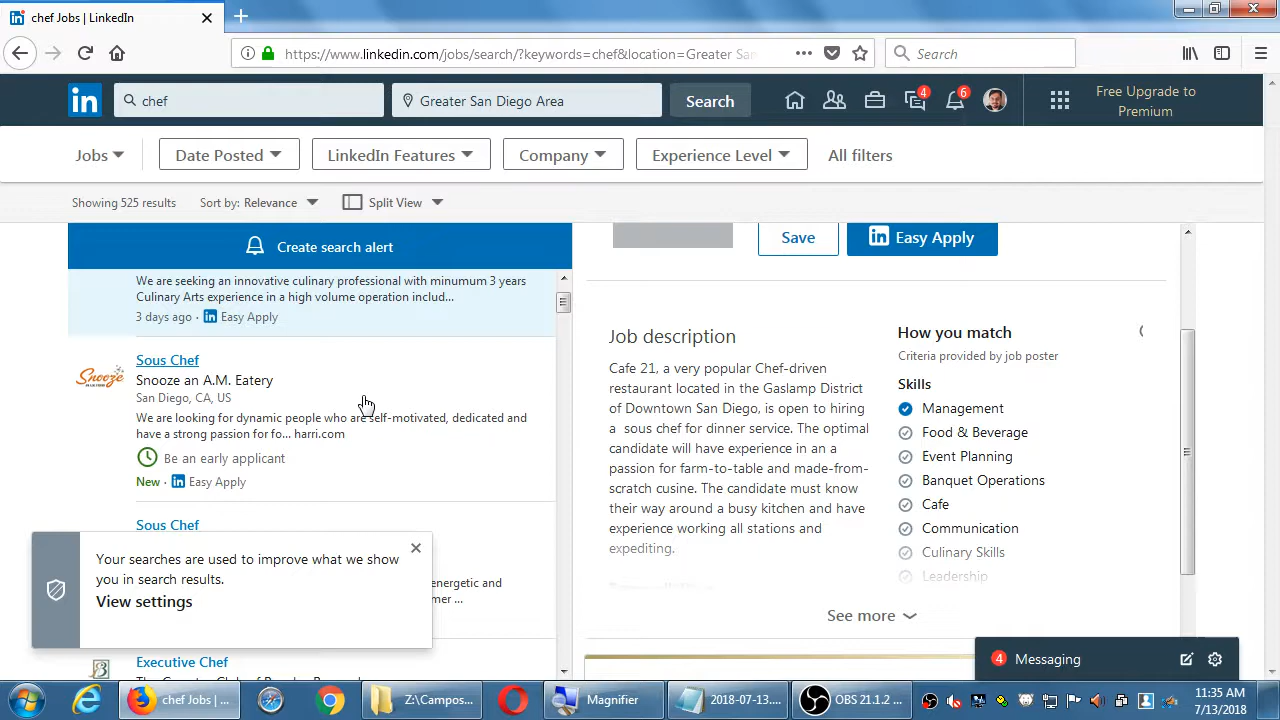 chef Jobs | LinkedIn
https://www.linkedin.com/jobs/search/?keywords=chef&location=Greater
Search
in
chef
Greater San Diego Area
Search
4
6
Free Upgrade to
Premium
Jobs
Date Posted
LinkedIn Features
Company
Experience Level
All filters
Showing 525 results
Sort by: Relevance
Split View
Create search alert
We are seeking an innovative culinary professional with minumum 3 years
Culinary Arts experience in a high volume operation includ...
3 days ago · in Easy Apply
Snooze
Sous Chef
Snooze an A.M. Eatery
San Diego, CA, US
We are looking for dynamic people who are self-motivated, dedicated and
have a strong passion for fo... harri.com
Be an early applicant
New · in Easy Apply
Sous Chef
energetic and
mer ...
Executive Chef
Your searches are used to improve what we show
you in search results.
View settings
Save
in Easy Apply
Job description
Cafe 21, a very popular Chef-driven
restaurant located in the Gaslamp District
of Downtown San Diego, is open to hiring
a sous chef for dinner service. The optimal
candidate will have experience in an a
passion for farm-to-table and made-from-
scratch cusine. The candidate must know
their way around a busy kitchen and have
experience working all stations and
expediting.
How you match
Criteria provided by job poster
Skills
Management
Food & Beverage
Event Planning
Banquet Operations
Cafe
Communication
Culinary Skills
Leadership
See more
4 Messaging
chef Jobs | ...
Z:\Campos...
Magnifier
2018-07-13....
OBS 21.1.2 ...
11:35 AM
7/13/2018